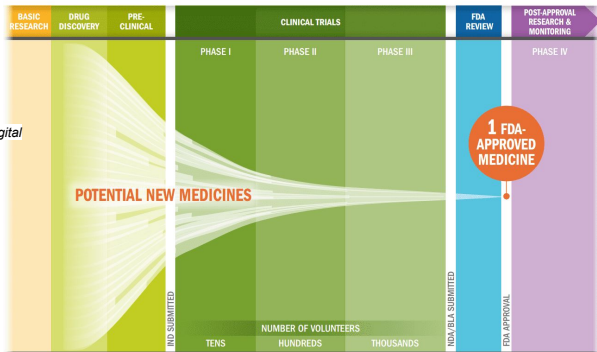 BASIC
RESEARCH
DRUG
DISCOVERY
PRE-
CLINICAL
CLINICAL TRIALS
FDA
REVIEW
POST-APPROVAL
RESEARCH &
MONITORING
PHASE I
PHASE II
PHASE III
PHASE IV
gital
1 FDA-
APPROVED
MEDICINE
POTENTIAL NEW MEDICINES
IND SUBMITTED
NDA/BLA SUBMITTED
FDA APPROVAL
NUMBER OF VOLUNTEERS
TENS
HUNDREDS
THOUSANDS